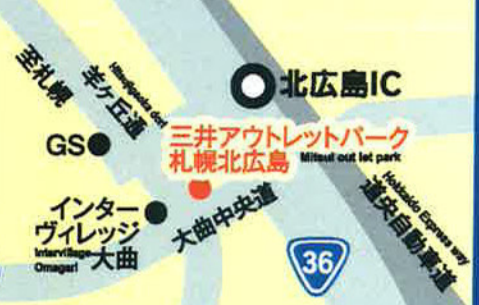 至札幌
羊ケ丘通
Hitsujigaoka dori
北広島IC
GS
三井アウトレットパーク
札幌北広島
Mitsui out let park
インター
ヴィレッジ
大曲
Intervillage
Omagari
大曲中央道
36
Hokkaido Express way
道央自動車道